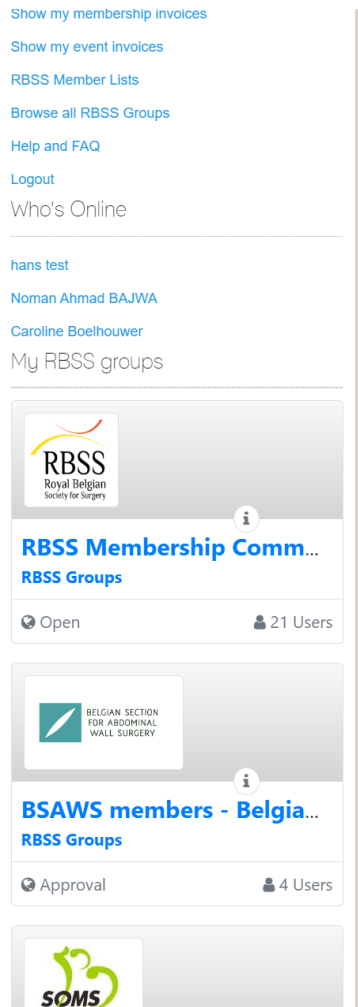 Show my membership invoices
Show my event invoices
RBSS Member Lists
Browse all RBSS Groups
Help and FAQ
Logout
Who's Online
hans test
Noman Ahmad BAJWA
Caroline Boelhouwer
My RBSS groups
RBSS
Royal Belgian
Society for Surgery
i
RBSS Membership Comm...
RBSS Groups
Open 21 Users
BELGIAN SECTION
FOR ABDOMINAL
WALL SURGERY
i
BSAWS members - Belgia...
RBSS Groups
Approval 4 Users
SOMS